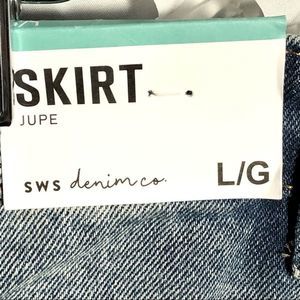 SKIRT
JUPE
sws denim co.
L/G